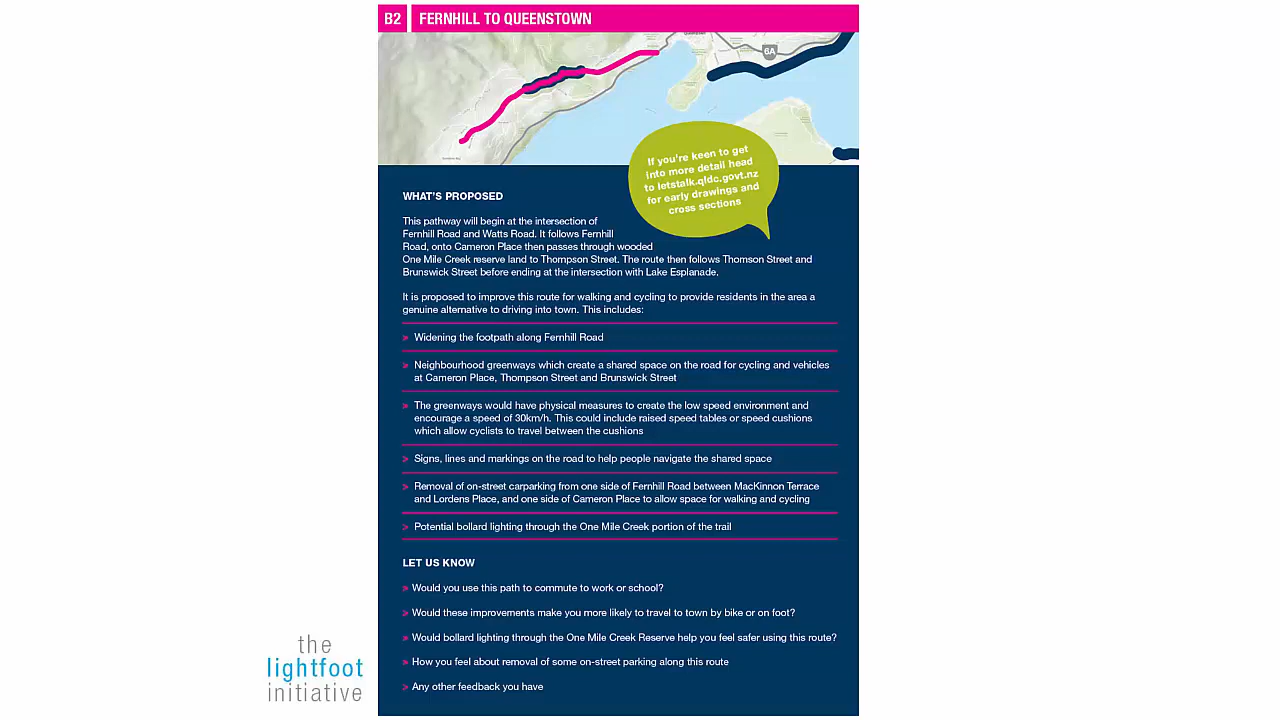 B2 FERNHILL TO QUEENSTOWN
6A
If you're keen to get
into more detail head
to letstalk.qldc.govt.nz
for early drawings and
cross sections
WHAT'S PROPOSED
This pathway will begin at the intersection of
Fernhill Road and Watts Road. It follows Fernhill
Road, onto Cameron Place then passes through wooded
One Mile Creek reserve land to Thompson Street. The route then follows Thomson Street and
Brunswick Street before ending at the intersection with Lake Esplanade.
It is proposed to improve this route for walking and cycling to provide residents in the area a
genuine alternative to driving into town. This includes:
> Widening the footpath along Fernhill Road
> Neighbourhood greenways which create a shared space on the road for cycling and vehicles
at Cameron Place, Thompson Street and Brunswick Street
> The greenways would have physical measures to create the low speed environment and
encourage a speed of 30km/h. This could include raised speed tables or speed cushions
which allow cyclists to travel between the cushions
> Signs, lines and markings on the road to help people navigate the shared space
> Removal of on-street carparking from one side of Fernhill Road between MacKinnon Terrace
and Lordens Place, and one side of Cameron Place to allow space for walking and cycling
> Potential bollard lighting through the One Mile Creek portion of the trail
LET US KNOW
> Would you use this path to commute to work or school?
> Would these improvements make you more likely to travel to town by bike or on foot?
> Would bollard lighting through the One Mile Creek Reserve help you feel safer using this route?
> How you feel about removal of some on-street parking along this route
> Any other feedback you have
the
lightfoot
initiative